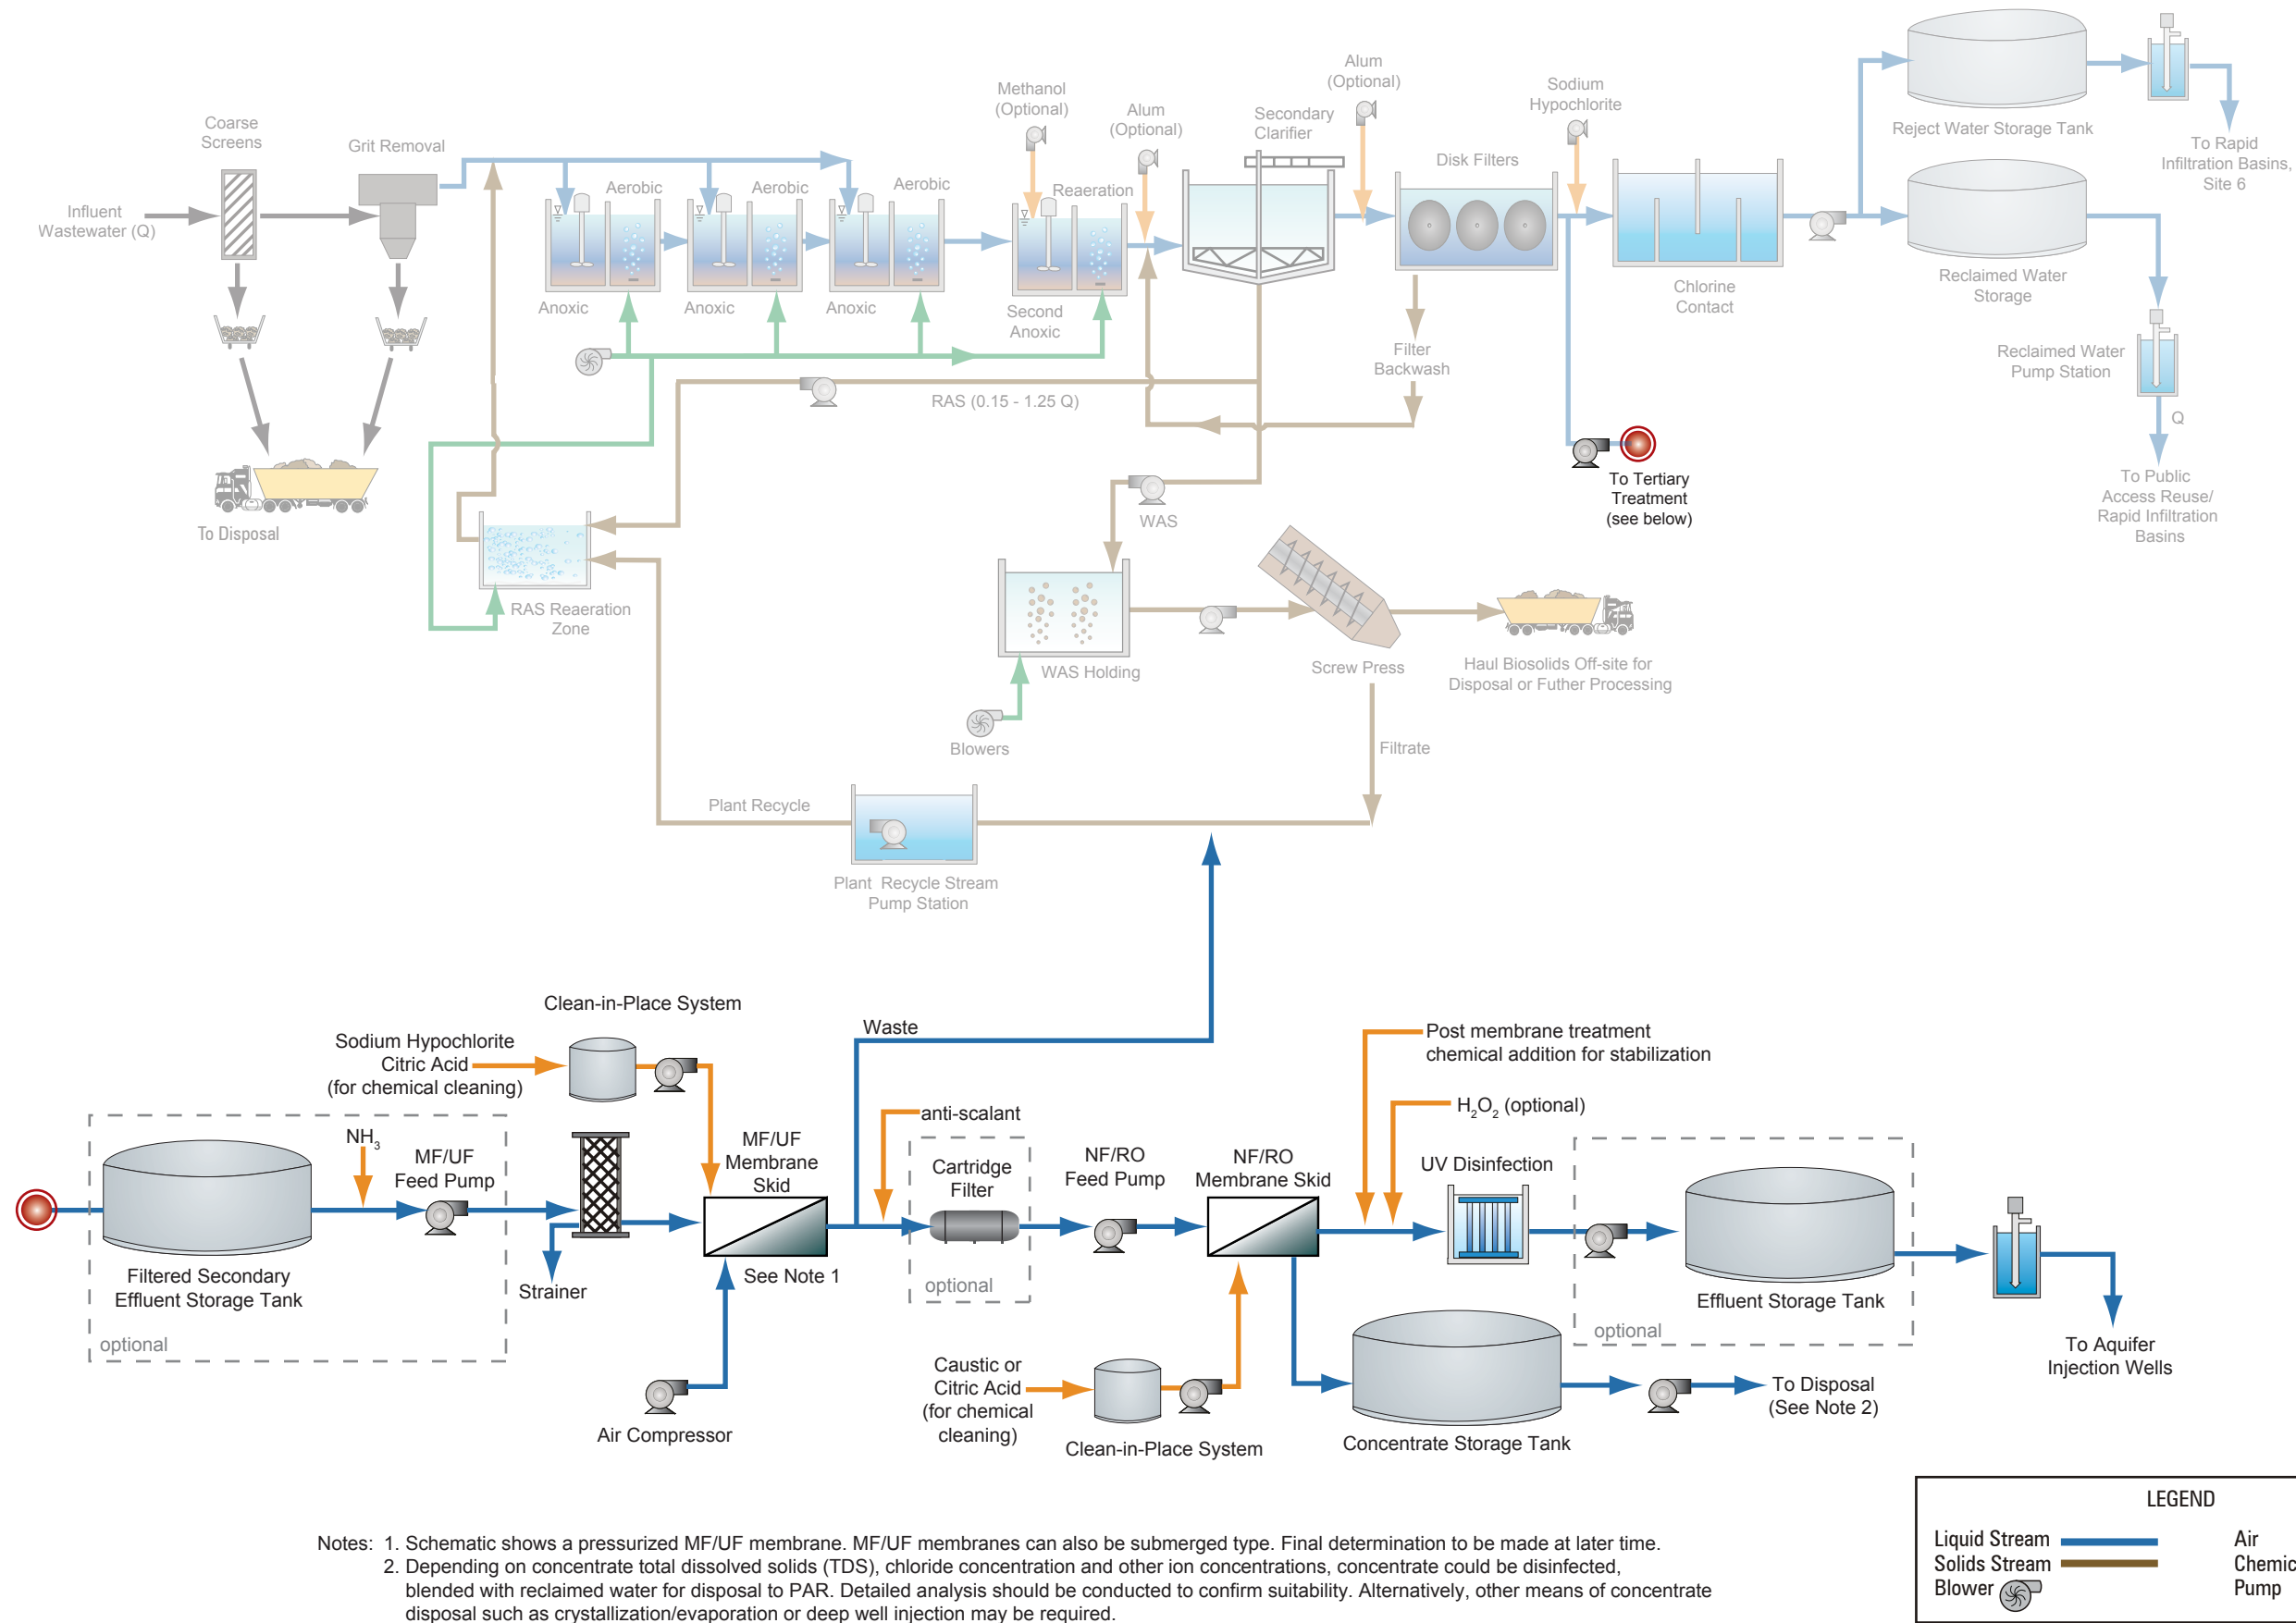 Coarse
Screens
Grit Removal
Influent
Wastewater (Q)
To Disposal
Aerobic
Aerobic
Aerobic
Anoxic
Anoxic
Anoxic
Methanol
(Optional)
Reaeration
Second
Anoxic
Alum
(Optional)
Secondary
Clarifier
Alum
(Optional)
Disk Filters
Sodium
Hypochlorite
Chlorine
Contact
Reject Water Storage Tank
To Rapid
Infiltration Basins,
Site 6
Reclaimed Water
Storage
Reclaimed Water
Pump Station
Q
To Public
Access Reuse/
Rapid Infiltration
Basins
Filter
Backwash
RAS (0.15 - 1.25 Q)
To Tertiary
Treatment
(see below)
WAS
RAS Reaeration
Zone
WAS Holding
Blowers
Screw Press
Haul Biosolids Off-site for
Disposal or Futher Processing
Filtrate
Plant Recycle
Plant Recycle Stream
Pump Station
Clean-in-Place System
Sodium Hypochlorite
Citric Acid
(for chemical cleaning)
Waste
Post membrane treatment
chemical addition for stabilization
anti-scalant
H2O2 (optional)
NH3
MF/UF
Feed Pump
MF/UF
Membrane
Skid
Cartridge
Filter
NF/RO
Feed Pump
NF/RO
Membrane Skid
UV Disinfection
Filtered Secondary
Effluent Storage Tank
optional
Strainer
See Note 1
optional
Effluent Storage Tank
optional
To Aquifer
Injection Wells
Air Compressor
Caustic or
Citric Acid
(for chemical
cleaning)
Clean-in-Place System
Concentrate Storage Tank
To Disposal
(See Note 2)
LEGEND
Liquid Stream
Air
Solids Stream
Chemic
Blower
Pump
Notes: 1. Schematic shows a pressurized MF/UF membrane. MF/UF membranes can also be submerged type. Final determination to be made at later time.
2. Depending on concentrate total dissolved solids (TDS), chloride concentration and other ion concentrations, concentrate could be disinfected,
blended with reclaimed water for disposal to PAR. Detailed analysis should be conducted to confirm suitability. Alternatively, other means of concentrate
disposal such as crystallization/evaporation or deep well injection may be required.